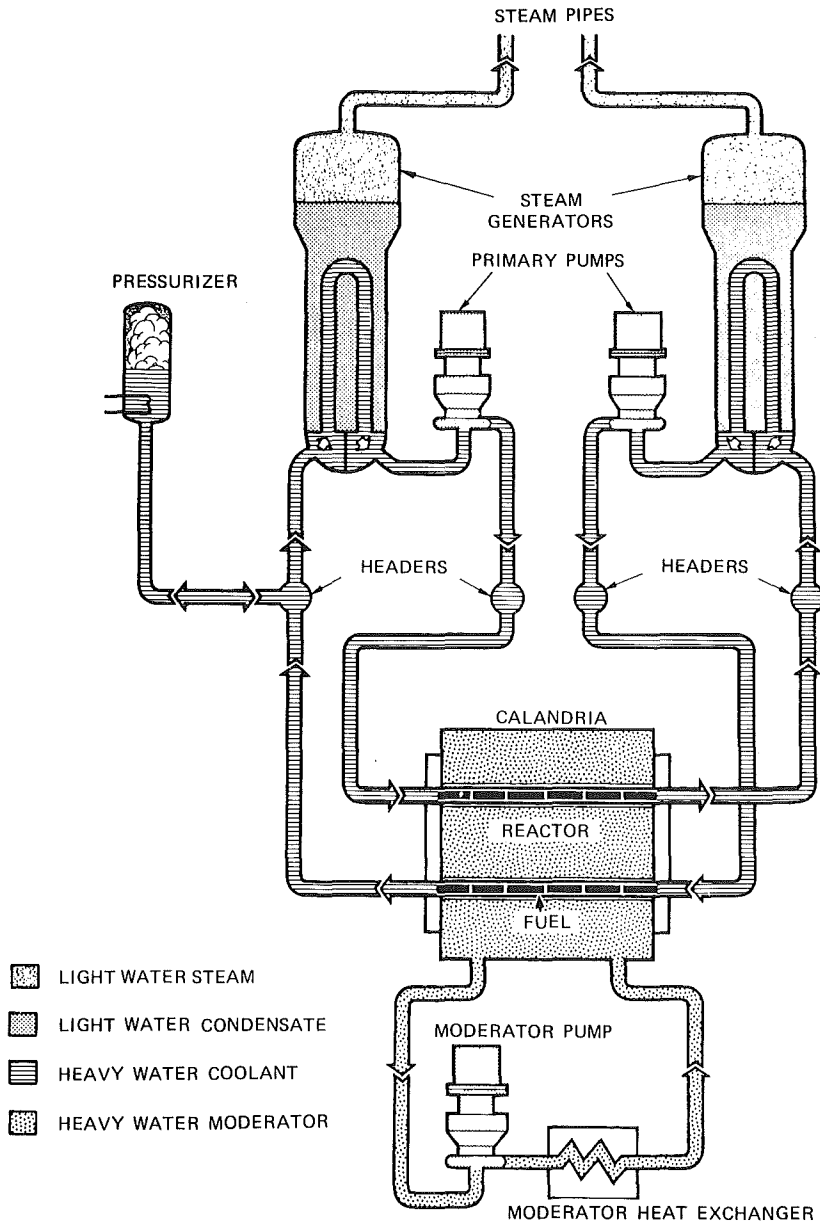 STEAM PIPES
STEAM
GENERATORS
PRIMARY PUMPS
PRESSURIZER
HEADERS
HEADERS
CALANDRIA
REACTOR
FUEL
LIGHT WATER STEAM
LIGHT WATER CONDENSATE
HEAVY WATER COOLANT
HEAVY WATER MODERATOR
MODERATOR PUMP
MODERATOR HEAT EXCHANGER